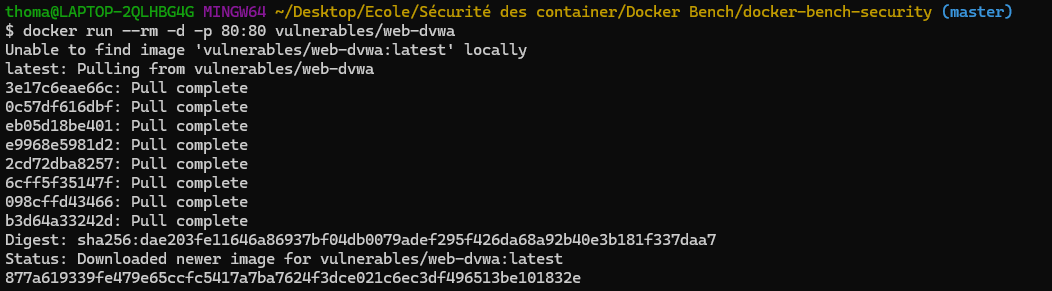 thoma@LAPTOP-2QLHBG4G MINGW64 ~/Desktop/Ecole/Sécurité des container/Docker Bench/docker-bench-security (master)
$ docker run --rm -d -p 80:80 vulnerables/web-dvwa
Unable to find image 'vulnerables/web-dvwa:latest' locally
latest: Pulling from vulnerables/web-dvwa
3e17c6eae66c: Pull complete
0c57df616dbf: Pull complete
eb05d18be401: Pull complete
e9968e5981d2: Pull complete
2cd72dba8257: Pull complete
6cff5f35147f: Pull complete
098cffd43466: Pull complete
b3d64a33242d: Pull complete
Digest: sha256:dae203fe11646a86937bf04db0079adef295f426da68a92b40e3b181f337daa7
Status: Downloaded newer image for vulnerables/web-dvwa:latest
877a619339fe479e65ccfc5417a7ba7624f3dce021c6ec3df496513be101832e